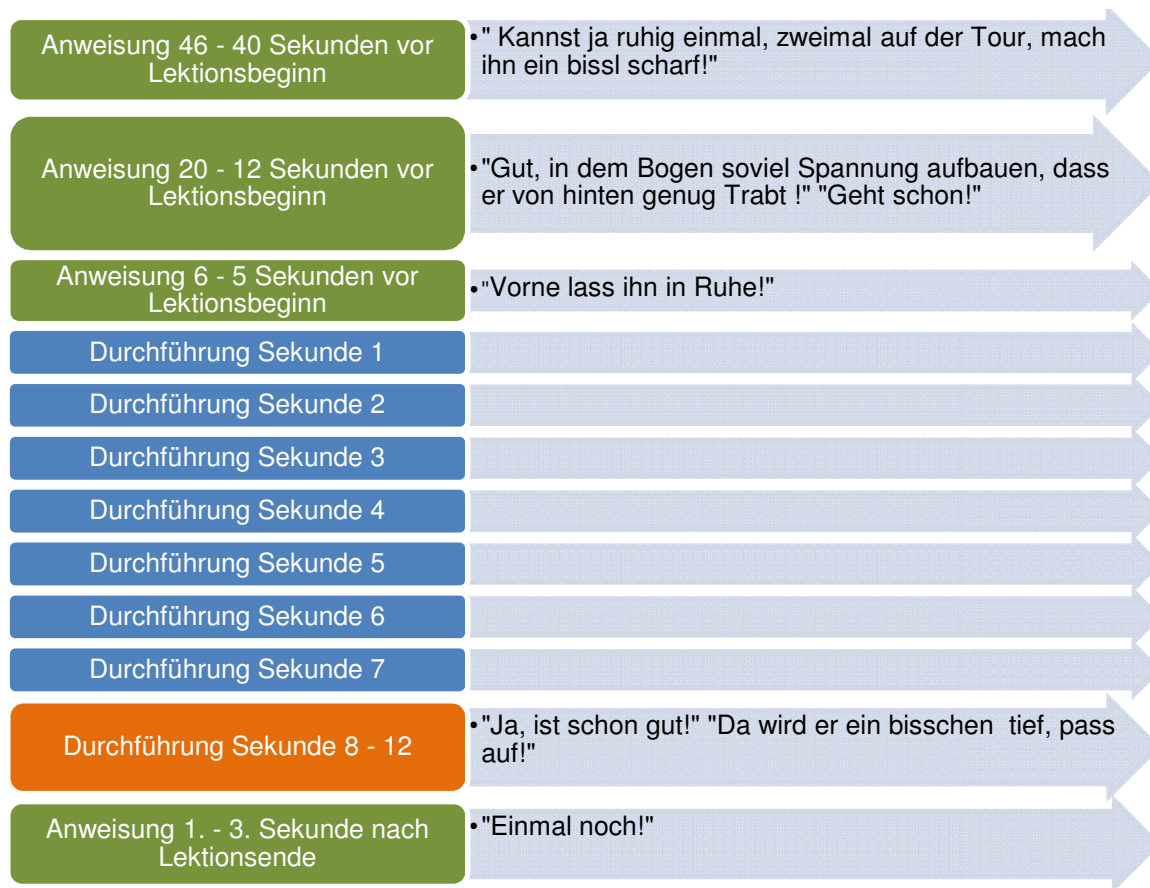 Anweisung 46 - 40 Sekunden vor
Lektionsbeginn
•" Kannst ja ruhig einmal, zweimal auf der Tour, mach
ihn ein bissl scharf!"
Anweisung 20 - 12 Sekunden vor
Lektionsbeginn
•"Gut, in dem Bogen soviel Spannung aufbauen, dass
er von hinten genug Trabt !" "Geht schon!"
Anweisung 6 - 5 Sekunden vor
Lektionsbeginn
•"Vorne lass ihn in Ruhe!"
Durchführung Sekunde 1
Durchführung Sekunde 2
Durchführung Sekunde 3
Durchführung Sekunde 4
Durchführung Sekunde 5
Durchführung Sekunde 6
Durchführung Sekunde 7
Durchführung Sekunde 8 - 12
•"Ja, ist schon gut!" "Da wird er ein bisschen  tief, pass
auf!"
Anweisung 1. - 3. Sekunde nach
Lektionsende
•"Einmal noch!"